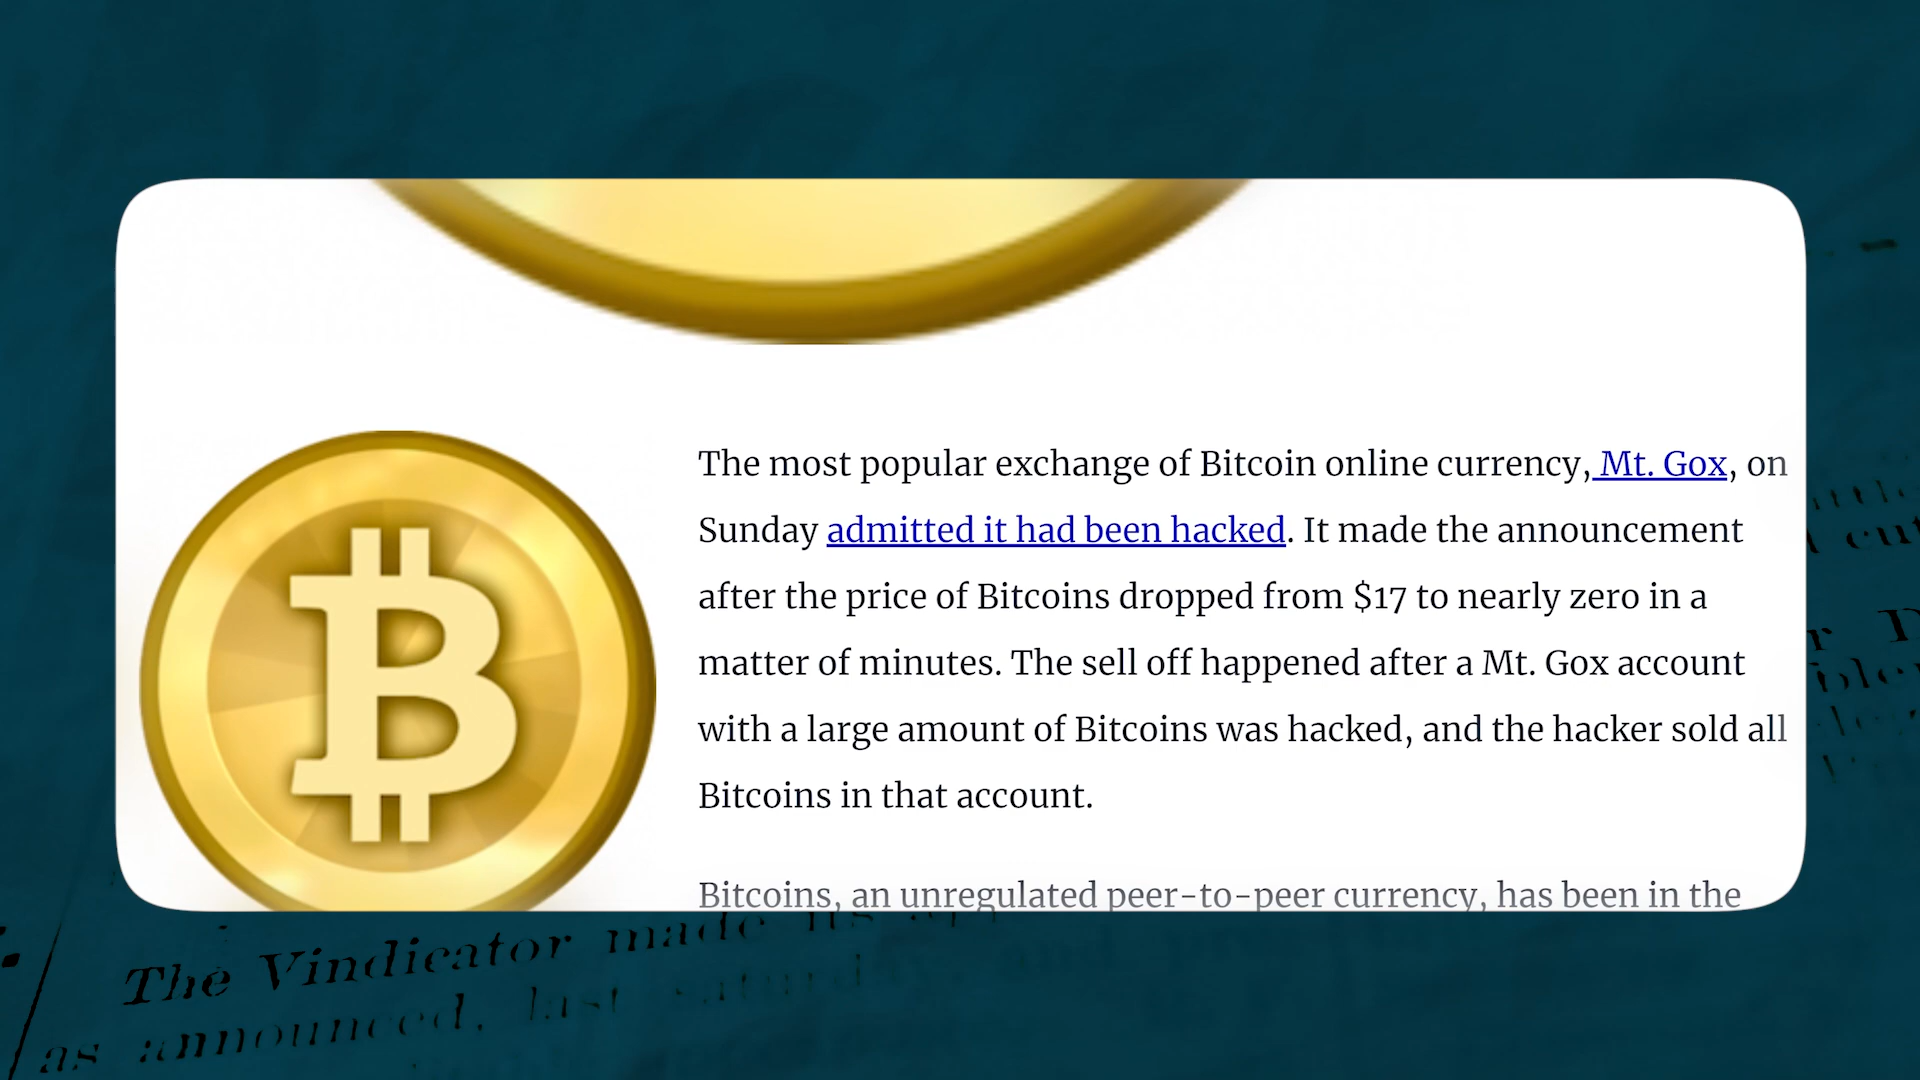 The most popular exchange of Bitcoin online currency, Mt. Gox, on
Sunday admitted it had been hacked. It made the announcement
after the price of Bitcoins dropped from $17 to nearly zero in a
matter of minutes. The sell off happened after a Mt. Gox account
with a large amount of Bitcoins was hacked, and the hacker sold all
Bitcoins in that account.
Bitcoins, an unregulated peer-to-peer currency, has been in the
The Vindicator made its
as announced, last